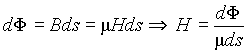 dΦ = Bds = μHds ⇒ H = dΦ / μds